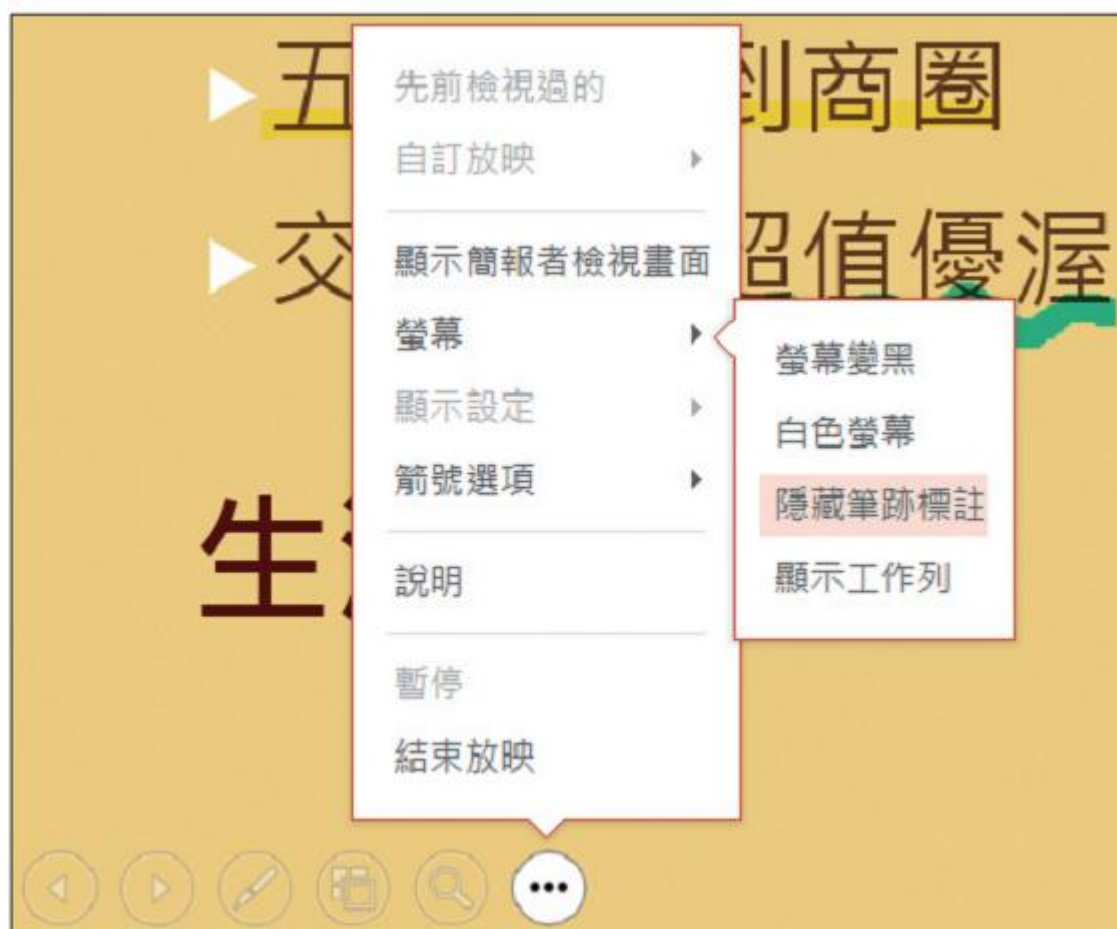 五
到商圈
交
超值優渥
生
先前檢視過的
自訂放映
顯示簡報者檢視畫面
螢幕
顯示設定
箭號選項
說明
暫停
結束放映
螢幕變黑
白色螢幕
隱藏筆跡標註
顯示工作列